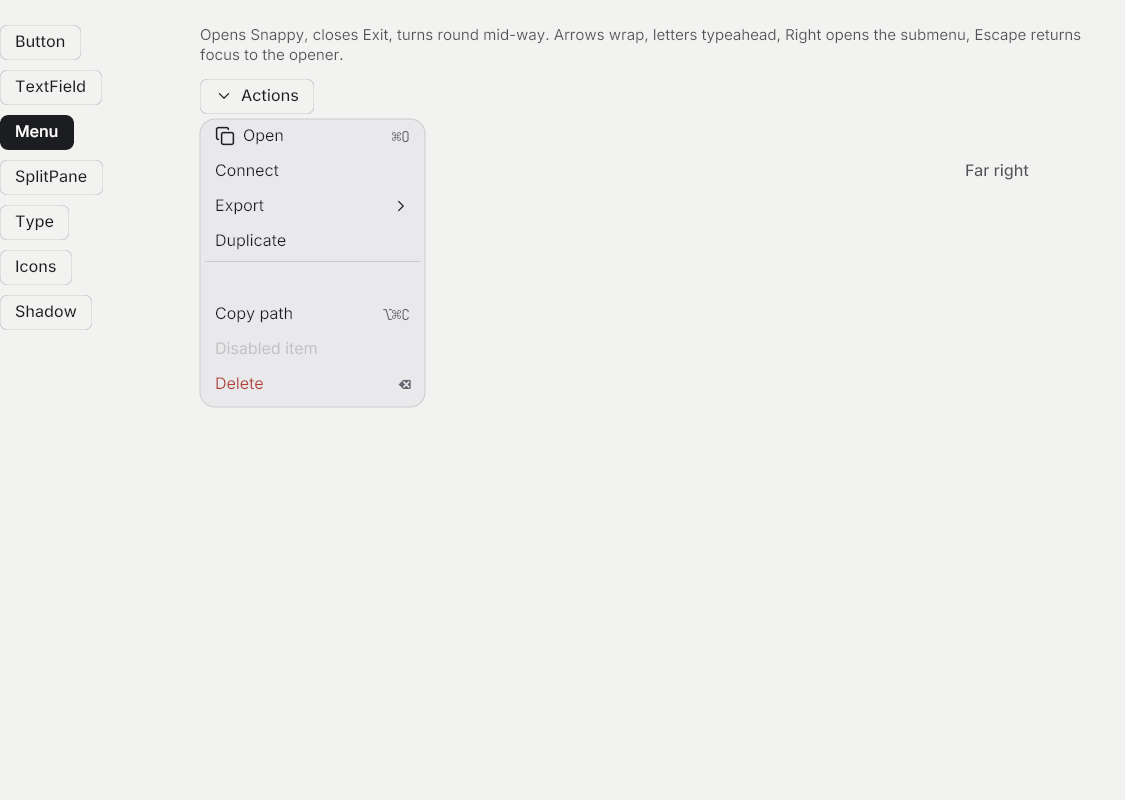 Button
TextField
Menu
SplitPane
Type
Icons
Shadow
Opens Snappy, closes Exit, turns round mid-way. Arrows wrap, letters typeahead, Right opens the submenu, Escape returns
focus to the opener.
Actions
Open ⌘O
Connect
Export
Duplicate
Copy path ⌥⌘C
Disabled item
Delete ⌫
Far right